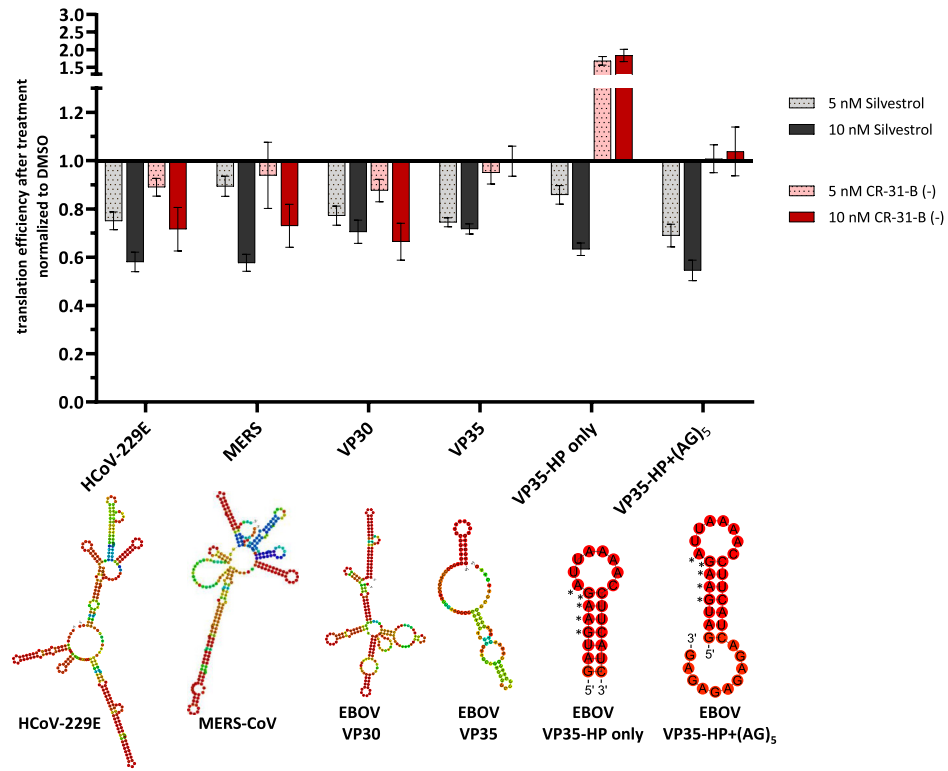 translation efficiency after treatment
normalized to DMSO
3.0
2.5
2.0
1.5
1.2
1.0
0.8
0.6
0.4
0.2
0.0
5 nM Silvestrol
10 nM Silvestrol
5 nM CR-31-B (-)
10 nM CR-31-B (-)
HCoV-229E
MERS
VP30
VP35
VP35-HP only
VP35-HP+(AG)5
HCoV-229E
MERS-CoV
EBOV
VP30
EBOV
VP35
5'
3'
EBOV
VP35-HP only
3'
5'
EBOV
VP35-HP+(AG)5